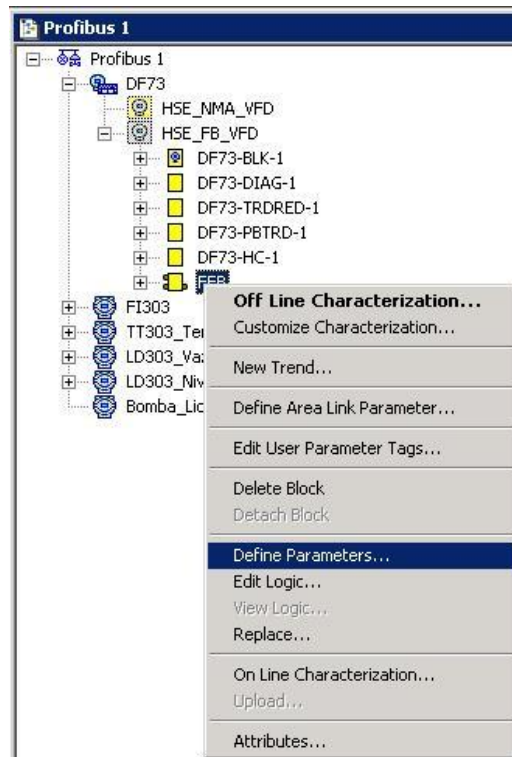 Profibus 1
Profibus 1
DF73
HSE_NMA_VFD
HSE_FB_VFD
DF73-BLK-1
DF73-DIAG-1
DF73-TRDRED-1
DF73-PBTRD-1
DF73-HC-1
FFB
FI303
TT303_Te
LD303_Vaz
LD303_Niv
Bomba_Lic
Off Line Characterization...
Customize Characterization...
New Trend...
Define Area Link Parameter...
Edit User Parameter Tags...
Delete Block
Detach Block
Define Parameters...
Edit Logic...
View Logic...
Replace...
On Line Characterization...
Upload...
Attributes...